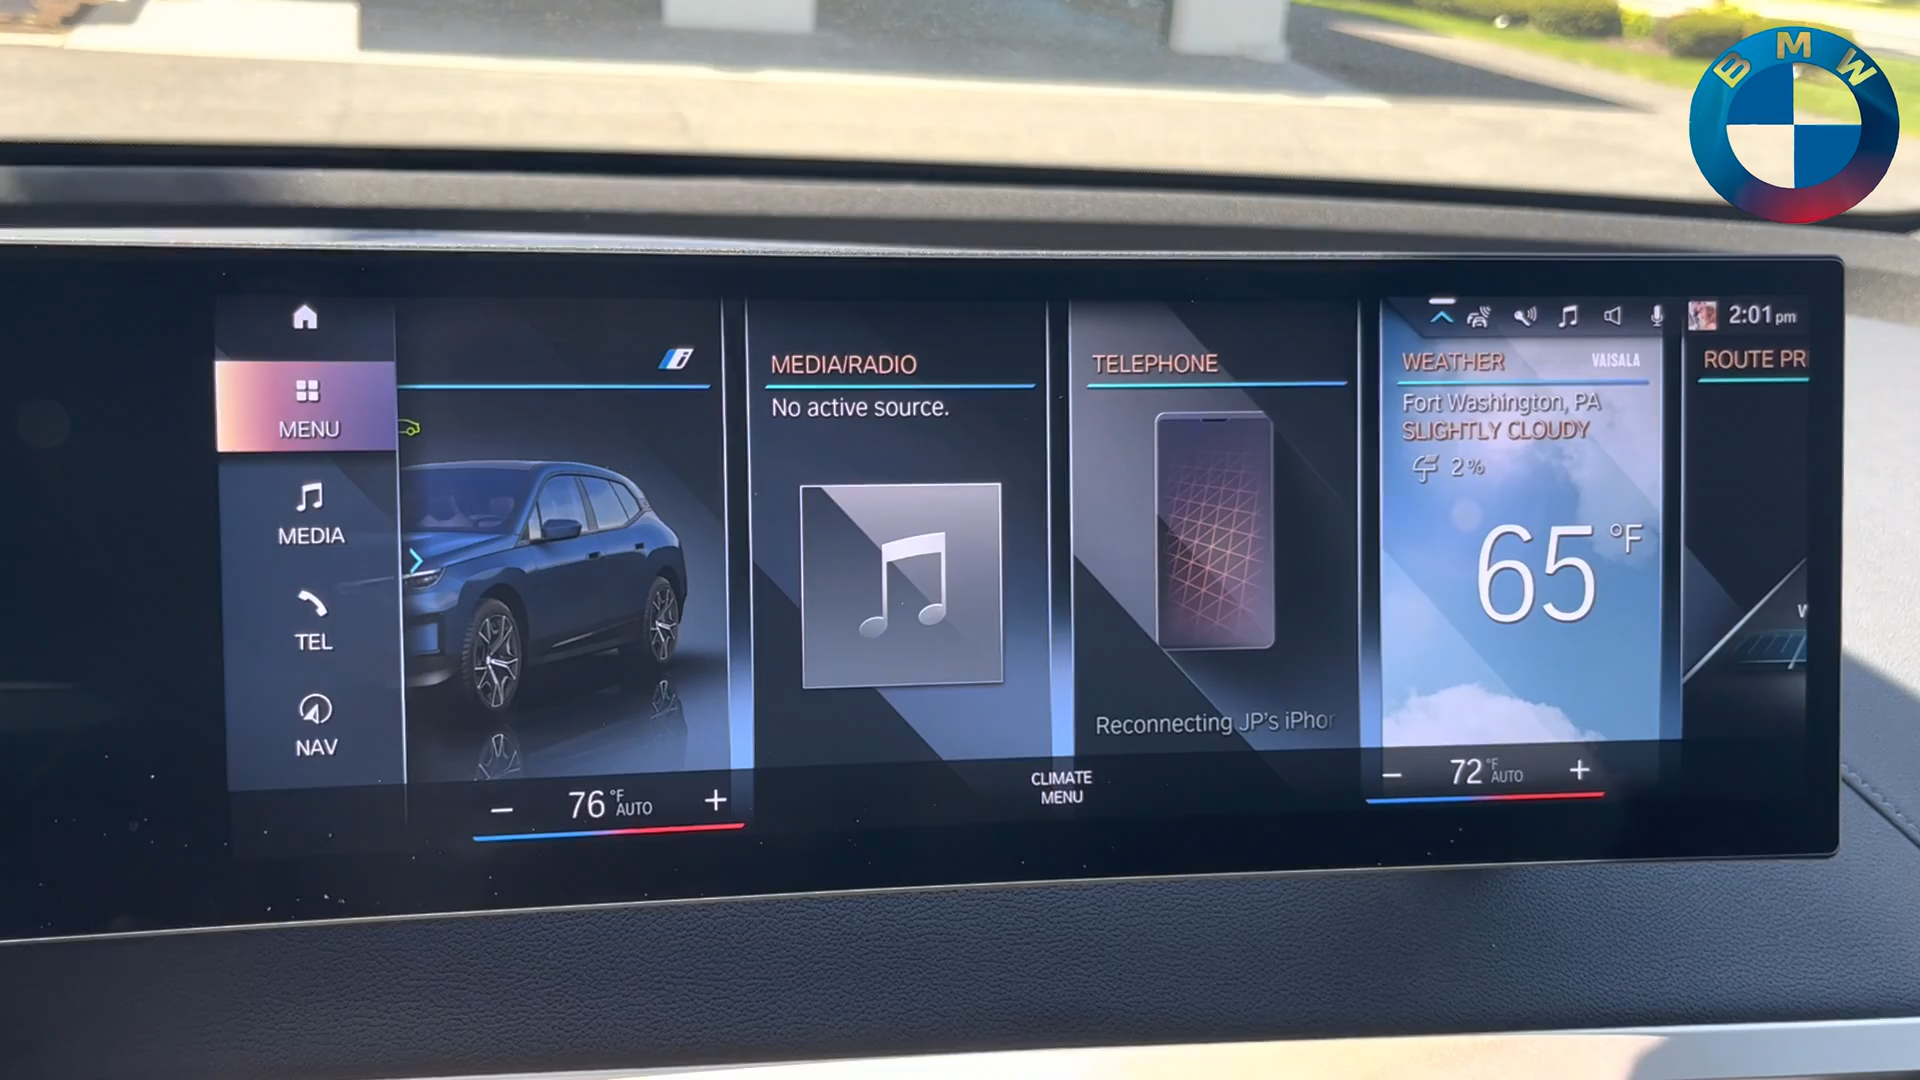 BMW
2:01 pm
MENU
MEDIA
TEL
NAV
i
MEDIA/RADIO
No active source.
TELEPHONE
Reconnecting JP's iPhor
WEATHER
VAISALA
Fort Washington, PA
SLIGHTLY CLOUDY
2%
65 °F
ROUTE PR
76 °F AUTO
CLIMATE
MENU
72 °F AUTO